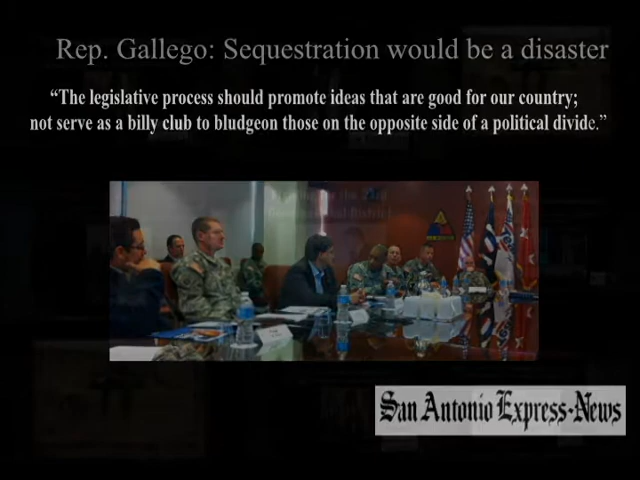 Rep. Gallego: Sequestration would be a disaster
“The legislative process should promote ideas that are good for our country;
not serve as a billy club to bludgeon those on the opposite side of a political divide.”
San Antonio Express-News